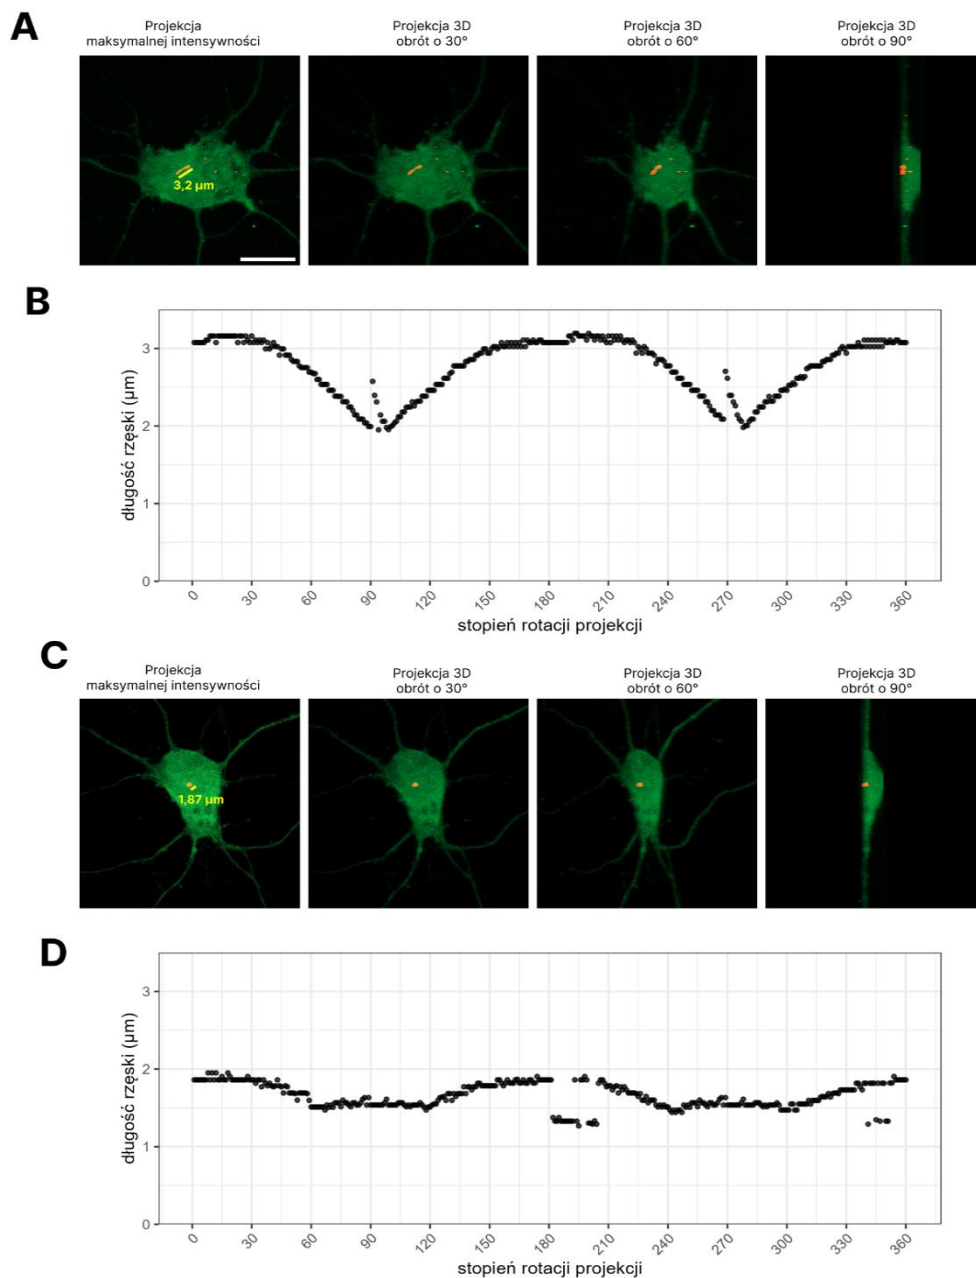 A
Projekcja
maksymalnej intensywności
Projekcja 3D
obrót o 30°
Projekcja 3D
obrót o 60°
Projekcja 3D
obrót o 90°
3,2 µm
B
długość rzęski (µm)
3
2
1
0
0
30
60
90
120
150
180
210
240
270
300
330
360
stopień rotacji projekcji
C
Projekcja
maksymalnej intensywności
Projekcja 3D
obrót o 30°
Projekcja 3D
obrót o 60°
Projekcja 3D
obrót o 90°
1,87 µm
D
długość rzęski (µm)
3
2
1
0
0
30
60
90
120
150
180
210
240
270
300
330
360
stopień rotacji projekcji